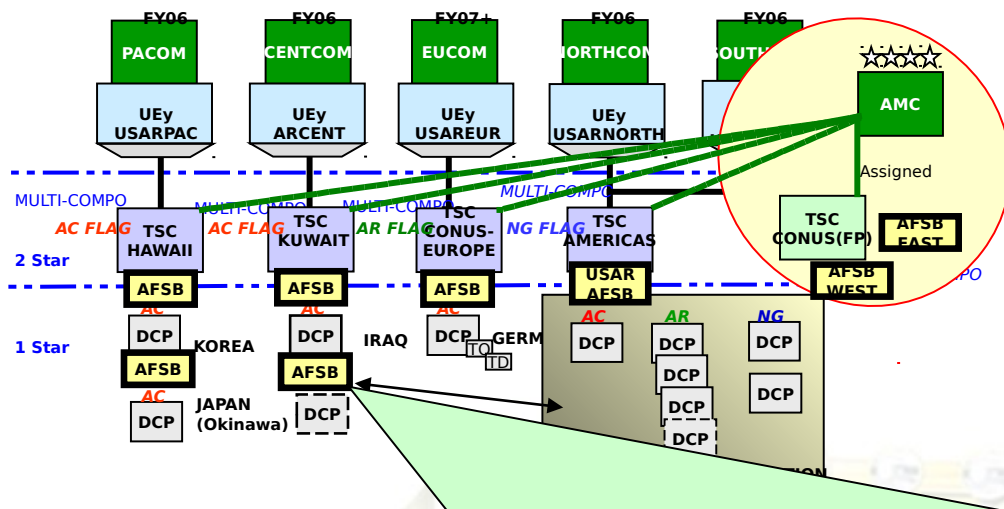 FY06
FY06
FY07+
FY06
FY06
PACOM
CENTCOM
EUCOM
NORTHCOM
AMC
UEy
USARPAC
UEy
ARCENT
UEy
USAREUR
UEy
USARNORTH
Assigned
MULTI-COMPO
MULTI-COMPO
MULTI-COMPO
MULTI-COMPO
AC FLAG
TSC
HAWAII
AC FLAG
TSC
KUWAIT
AR FLAG
TSC
CONUS-
EUROPE
NG FLAG
TSC
AMERICAS
TSC
CONUS(FP)
AFSB
EAST
AFSB
WEST
2 Star
AFSB
AFSB
AFSB
USAR
AFSB
1 Star
AC
DCP
KOREA
AC
DCP
IRAQ
AC
DCP
TD
GERM
AC
DCP
AR
DCP
DCP
DCP
DCP
NG
DCP
DCP
AFSB
AFSB
AC
DCP
JAPAN
(Okinawa)
DCP